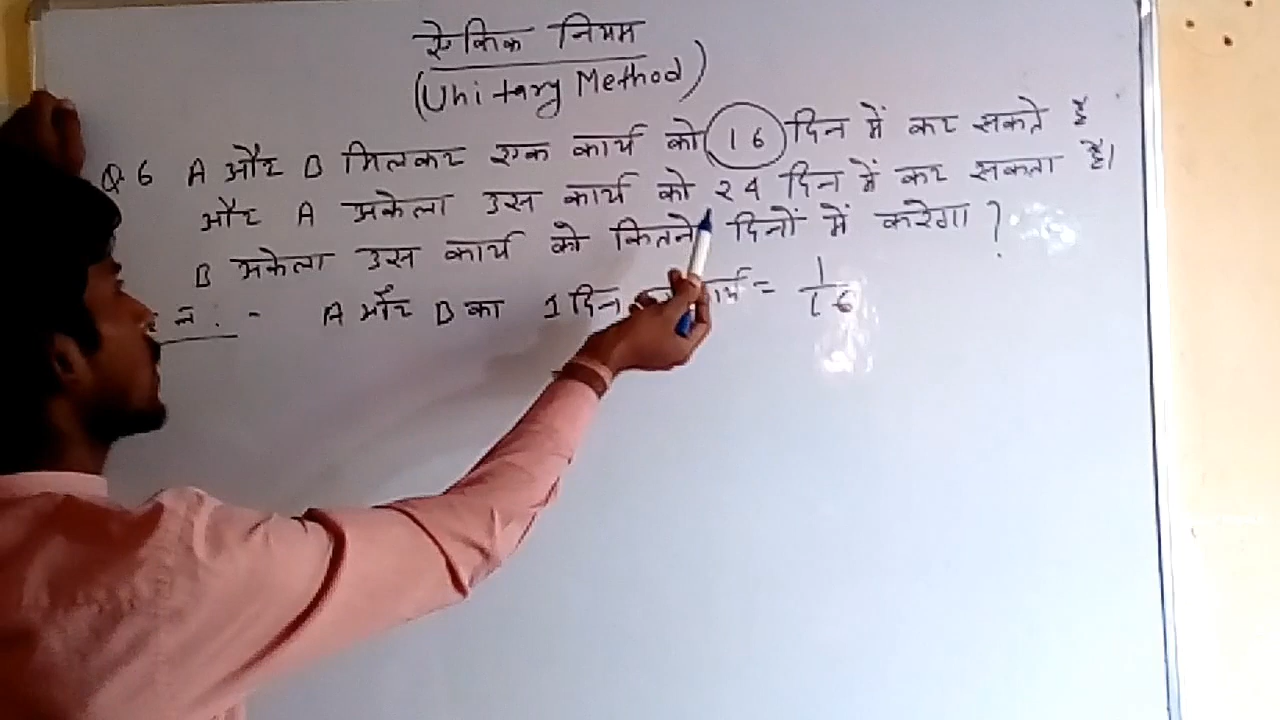 ऐकिक नियम
(Unitary Method)
Q.6 A और B मिलकर एक कार्य को 16 दिन में कर सकते है
और A अकेला उस कार्य को 24 दिन में कर सकता है।
B अकेला उस कार्य को कितने दिनों में करेगा ?
:- A और B का 1 दिन = 1/16